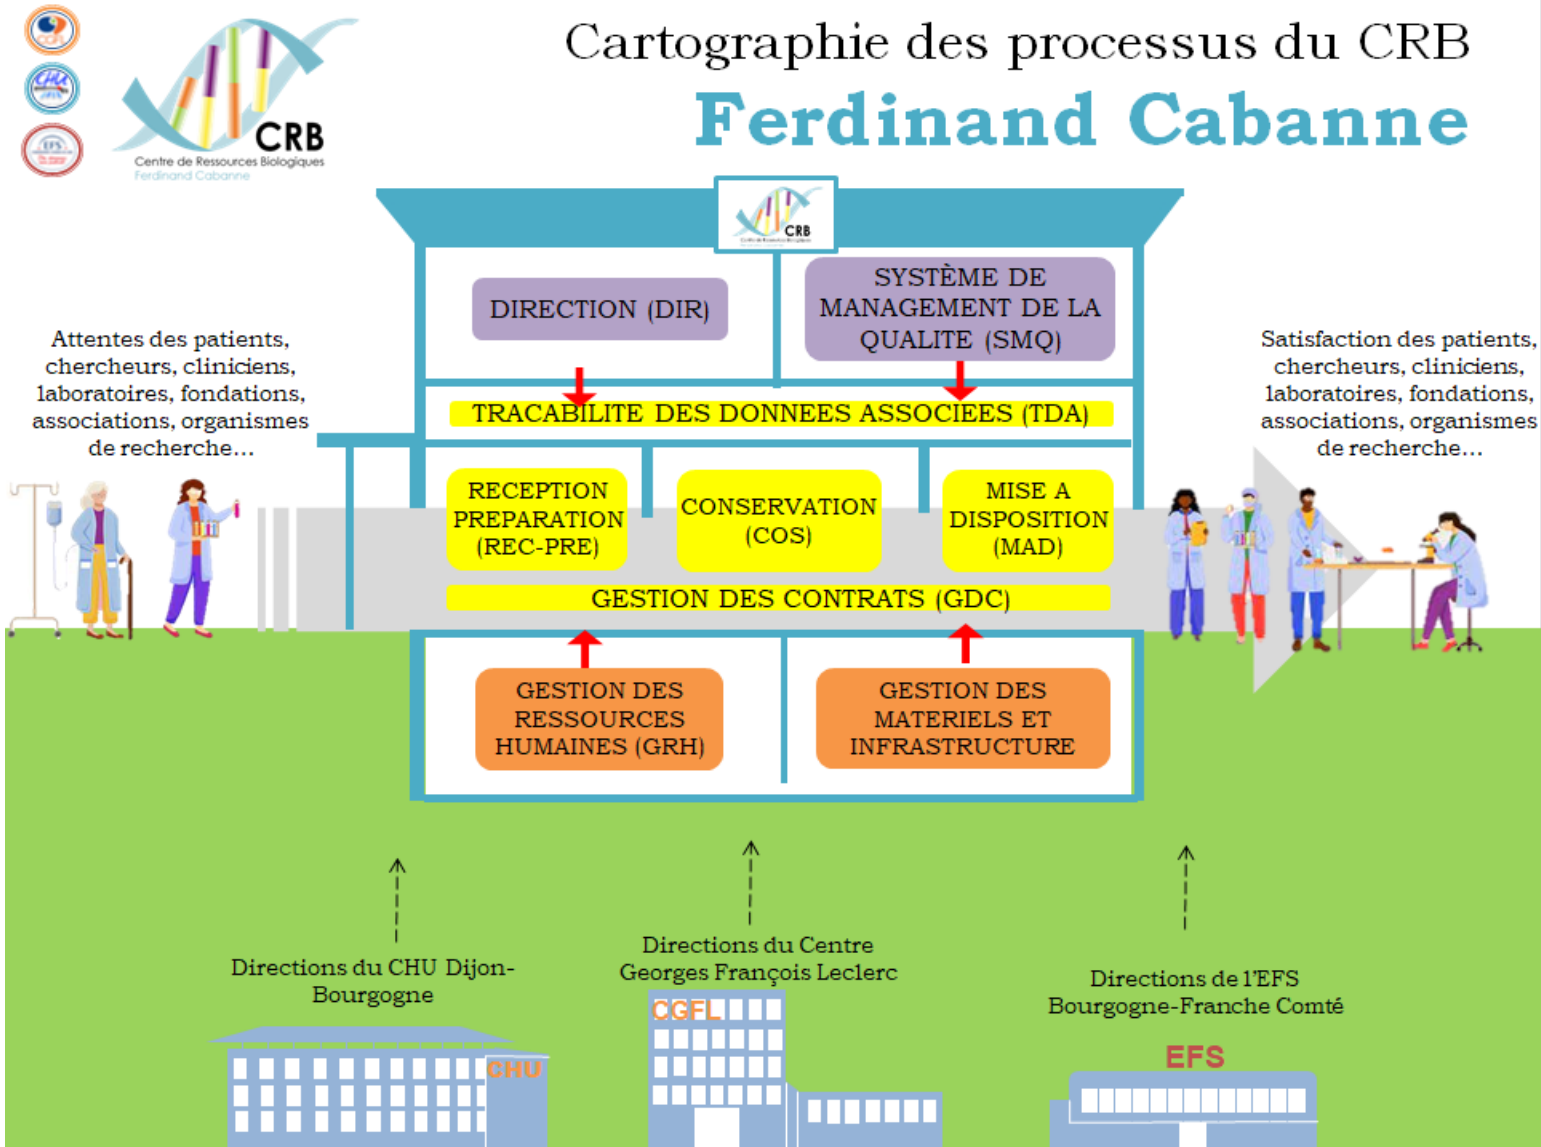 CGFL
CHU
EFS
CRB
Centre de Ressources Biologiques
Ferdinand Cabanne
Cartographie des processus du CRB
Ferdinand Cabanne
CRB
DIRECTION (DIR)
SYSTÈME DE
MANAGEMENT DE LA
QUALITE (SMQ)
Attentes des patients,
chercheurs, cliniciens,
laboratoires, fondations,
associations, organismes
de recherche...
Satisfaction des patients,
chercheurs, cliniciens,
laboratoires, fondations,
associations, organismes
de recherche...
TRACABILITE DES DONNEES ASSOCIEES (TDA)
RECEPTION
PREPARATION
(REC-PRE)
CONSERVATION
(COS)
MISE A
DISPOSITION
(MAD)
GESTION DES CONTRATS (GDC)
GESTION DES
RESSOURCES
HUMAINES (GRH)
GESTION DES
MATERIELS ET
INFRASTRUCTURE
Directions du CHU Dijon-
Bourgogne
Directions du Centre
Georges François Leclerc
Directions de l'EFS
Bourgogne-Franche Comté
CHU
CGFL
EFS